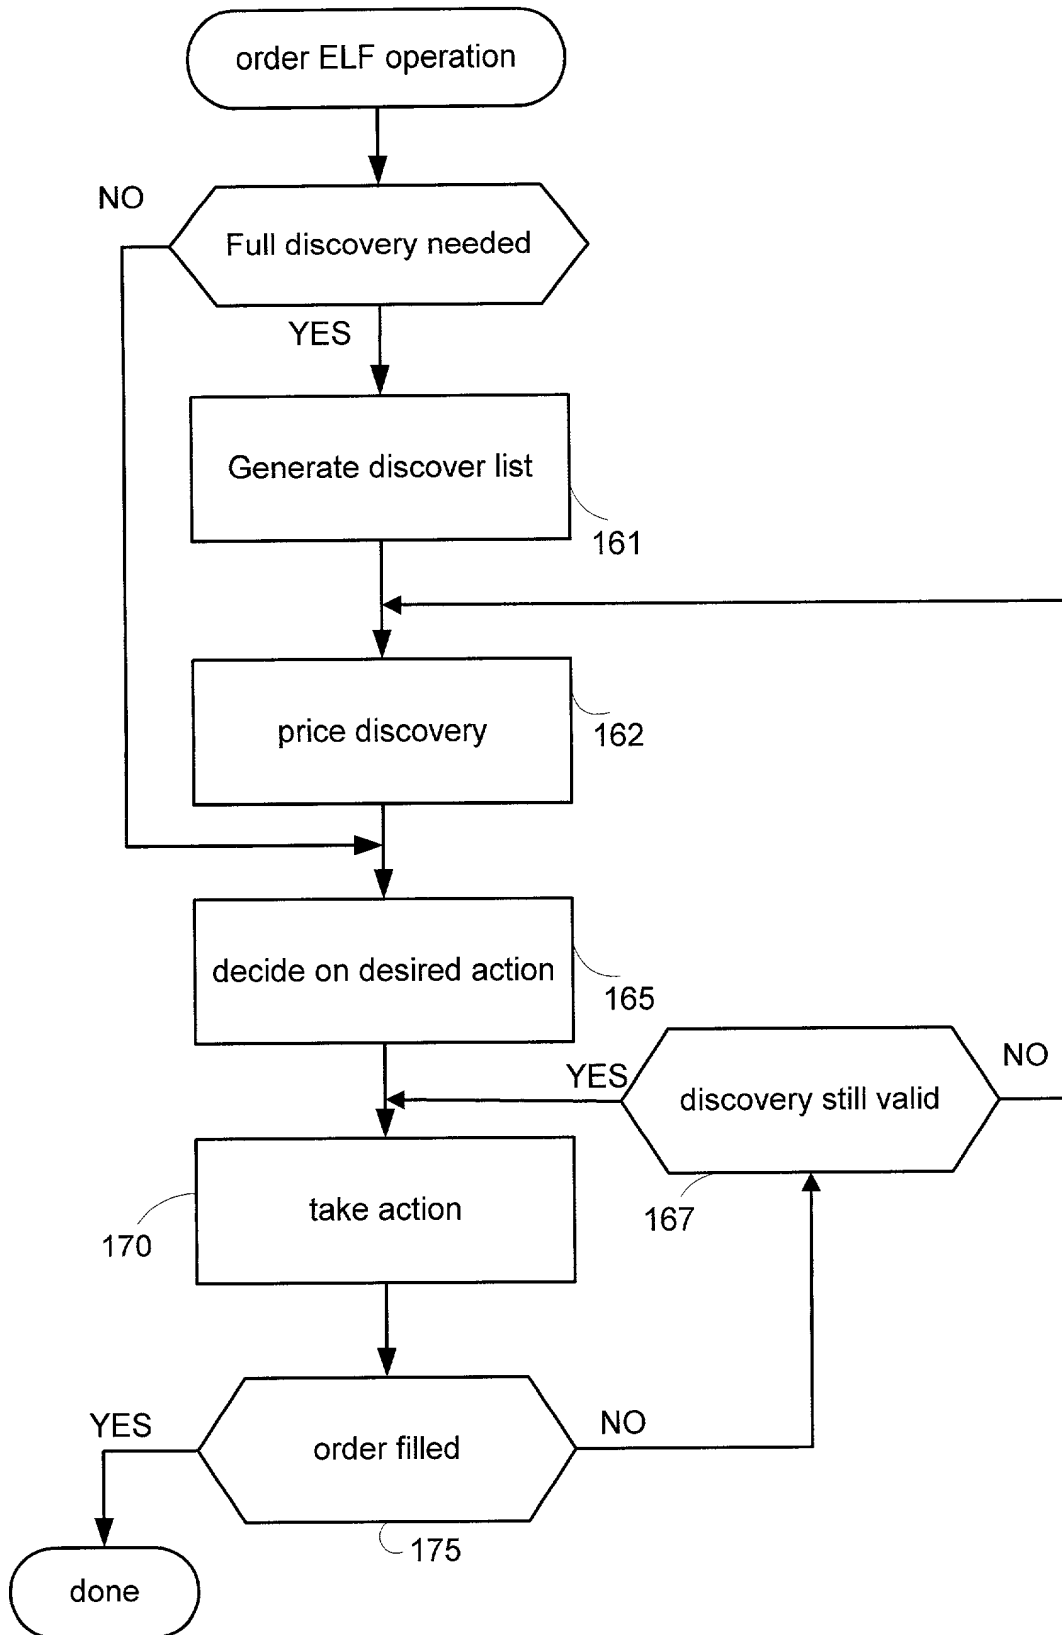 order ELF operation
NO
Full discovery needed
YES
Generate discover list
161
price discovery
162
decide on desired action
165
YES
discovery still valid
NO
take action
170
167
YES
order filled
NO
175
done